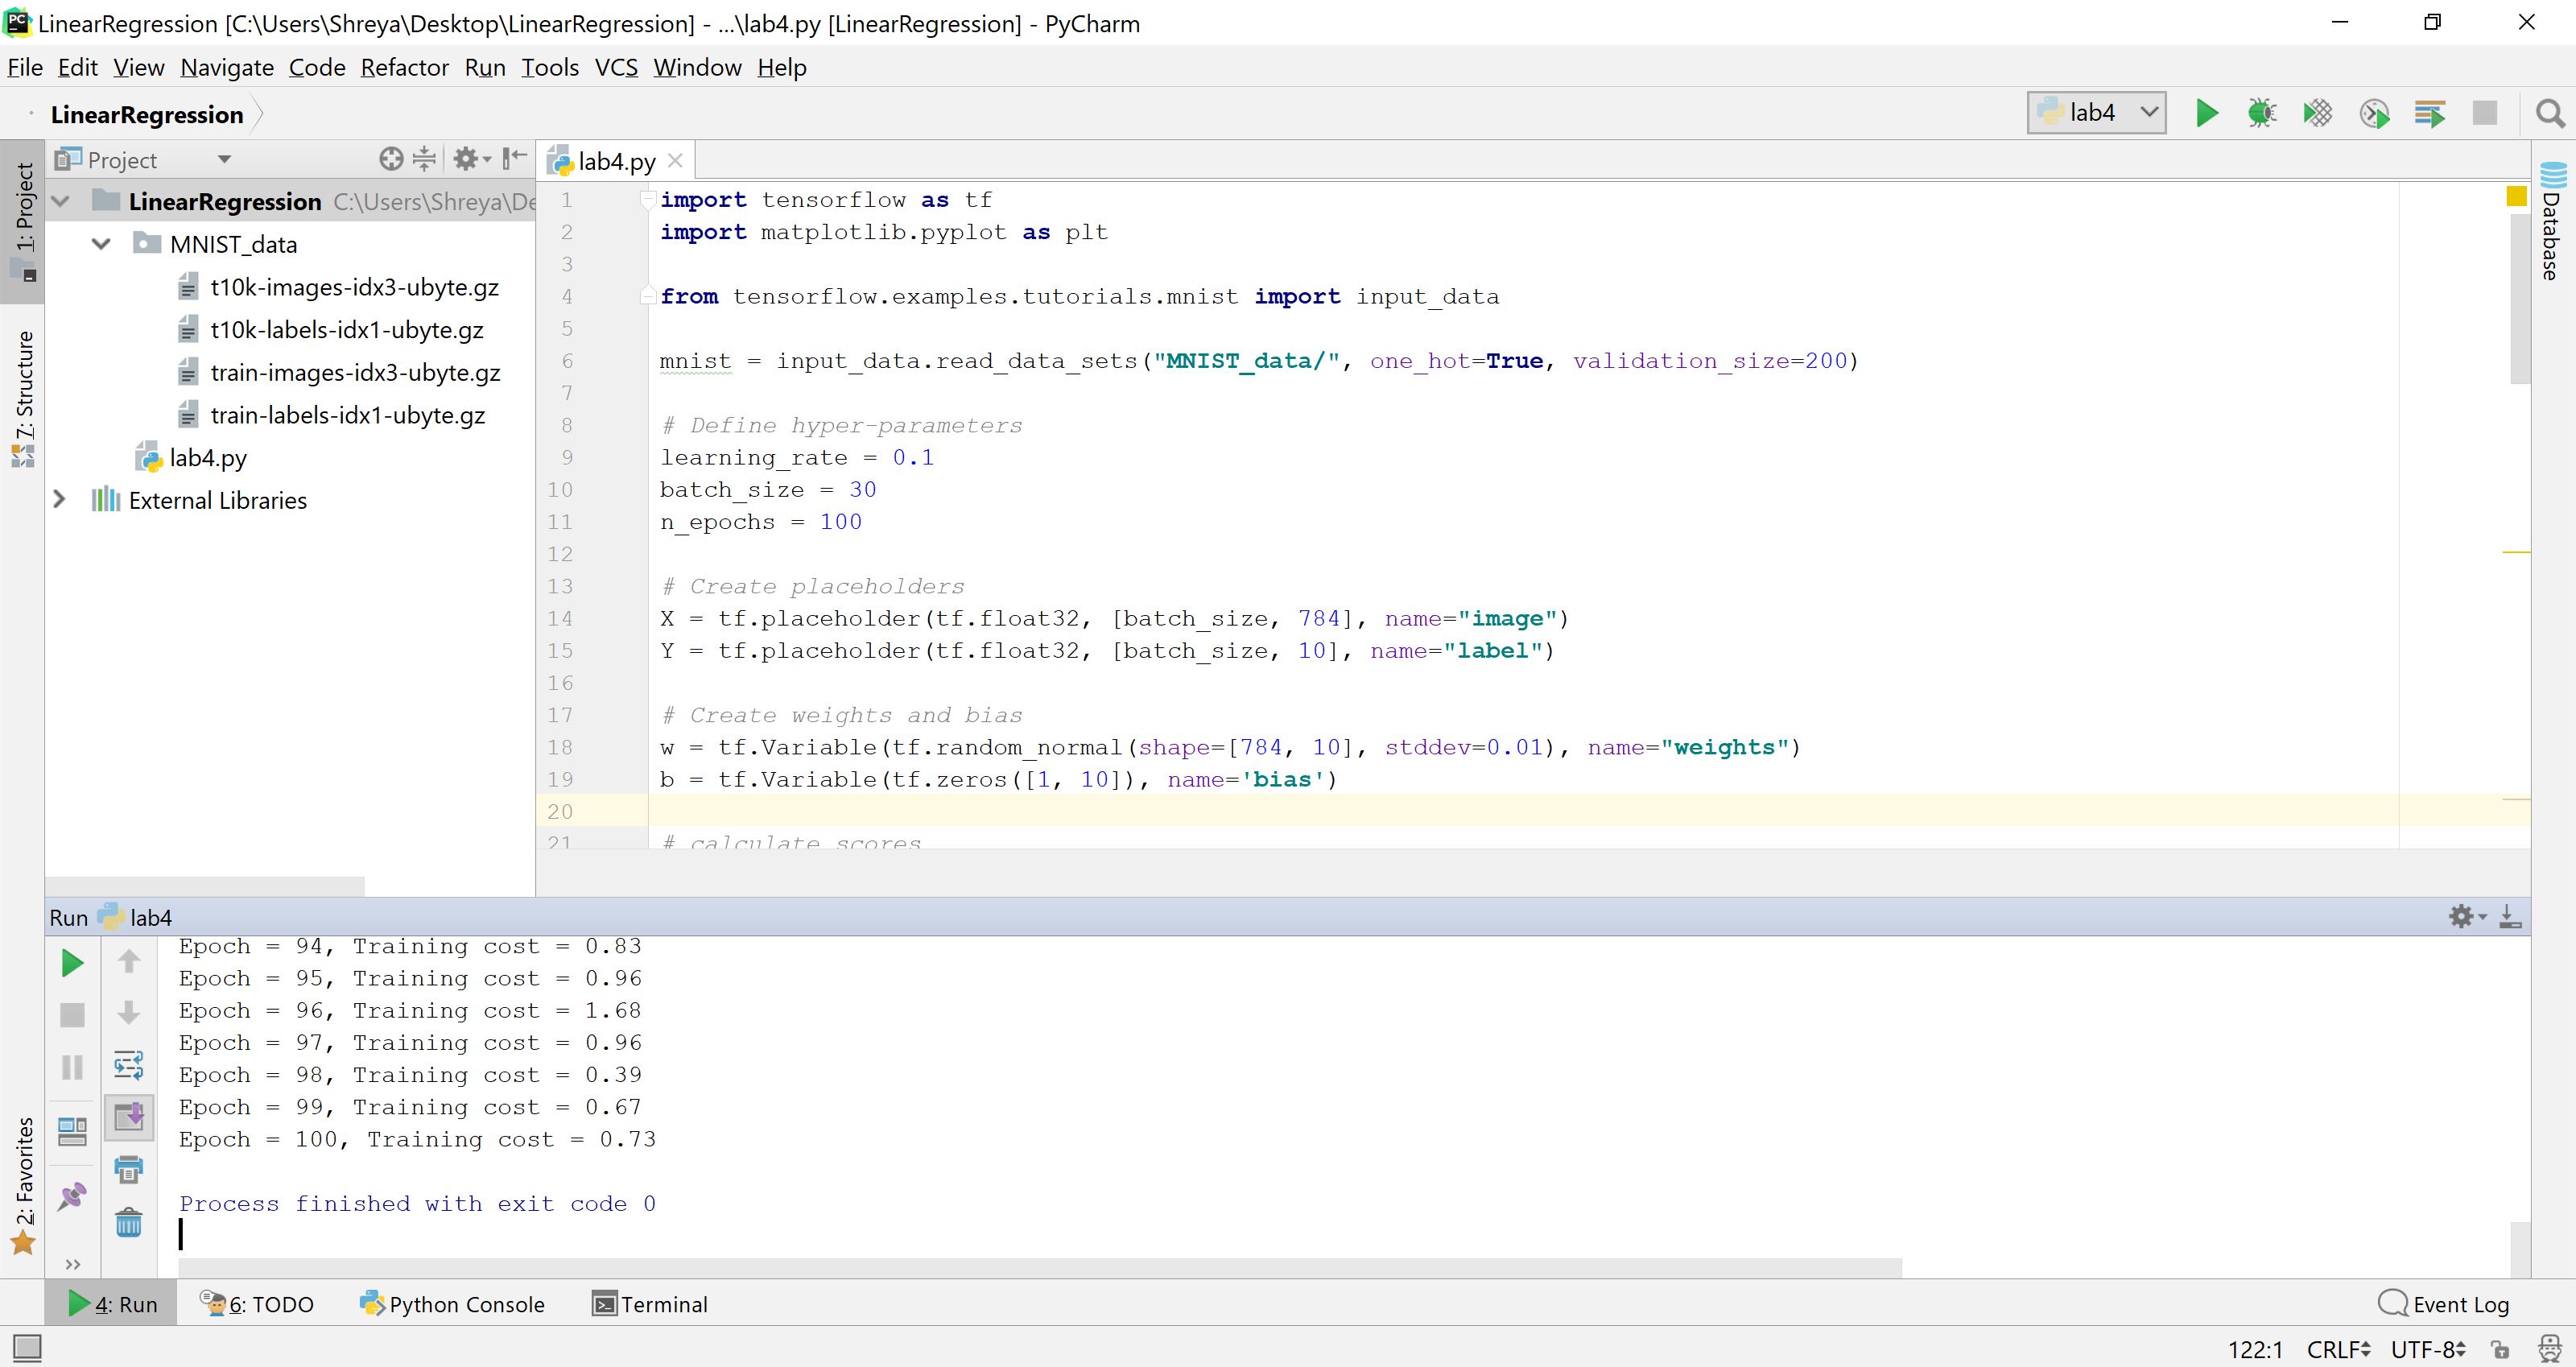 LinearRegression [C:\Users\Shreya\Desktop\LinearRegression] - ...\lab4.py [LinearRegression] - PyCharm
File Edit View Navigate Code Refactor Run Tools VCS Window Help
LinearRegression
lab4
1: Project
7: Structure
2: Favorites
Project
LinearRegression C:\Users\Shreya\De
MNIST_data
t10k-images-idx3-ubyte.gz
t10k-labels-idx1-ubyte.gz
train-images-idx3-ubyte.gz
train-labels-idx1-ubyte.gz
lab4.py
External Libraries
lab4.py
1 import tensorflow as tf
2 import matplotlib.pyplot as plt
3
4 from tensorflow.examples.tutorials.mnist import input_data
5
6 mnist = input_data.read_data_sets("MNIST_data/", one_hot=True, validation_size=200)
7
8 # Define hyper-parameters
9 learning_rate = 0.1
10 batch_size = 30
11 n_epochs = 100
12
13 # Create placeholders
14 X = tf.placeholder(tf.float32, [batch_size, 784], name="image")
15 Y = tf.placeholder(tf.float32, [batch_size, 10], name="label")
16
17 # Create weights and bias
18 w = tf.Variable(tf.random_normal(shape=[784, 10], stddev=0.01), name="weights")
19 b = tf.Variable(tf.zeros([1, 10]), name='bias')
20
21 # calculate scores
Database
Run lab4
Epoch = 94, Training cost = 0.83
Epoch = 95, Training cost = 0.96
Epoch = 96, Training cost = 1.68
Epoch = 97, Training cost = 0.96
Epoch = 98, Training cost = 0.39
Epoch = 99, Training cost = 0.67
Epoch = 100, Training cost = 0.73
Process finished with exit code 0
4: Run 6: TODO Python Console Terminal Event Log
122:1 CRLF UTF-8